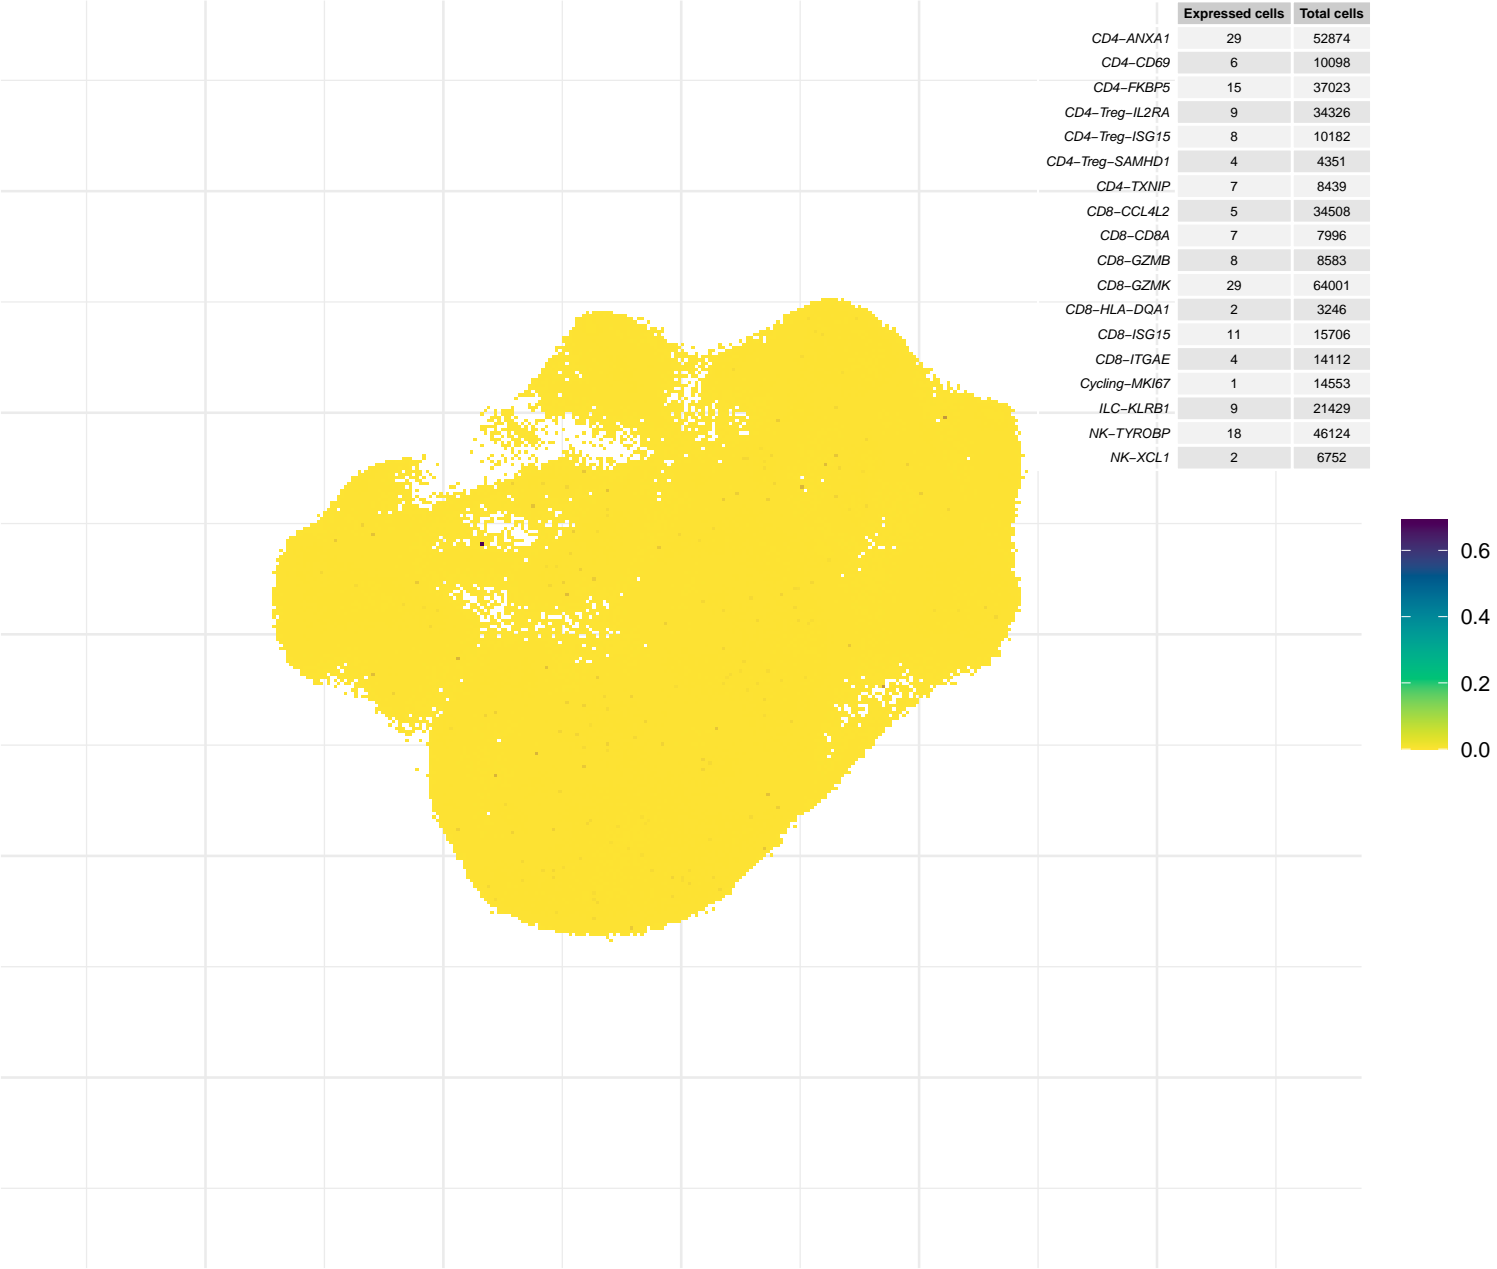 Expressed cells Total cells
CD4−ANXA1 29 52874
CD4−CD69 6 10098
CD4−FKBP5 15 37023
CD4−Treg−IL2RA 9 34326
CD4−Treg−ISG15 8 10182
CD4−Treg−SAMHD1 4 4351
CD4−TXNIP 7 8439
CD8−CCL4L2 5 34508
CD8−CD8A 7 7996
CD8−GZMB 8 8583
CD8−GZMK 29 64001
CD8−HLA−DQA1 2 3246
CD8−ISG15 11 15706
CD8−ITGAE 4 14112
Cycling−MKI67 1 14553
ILC−KLRB1 9 21429
NK−TYROBP 18 46124
NK−XCL1 2 6752
0.6
0.4
0.2
0.0